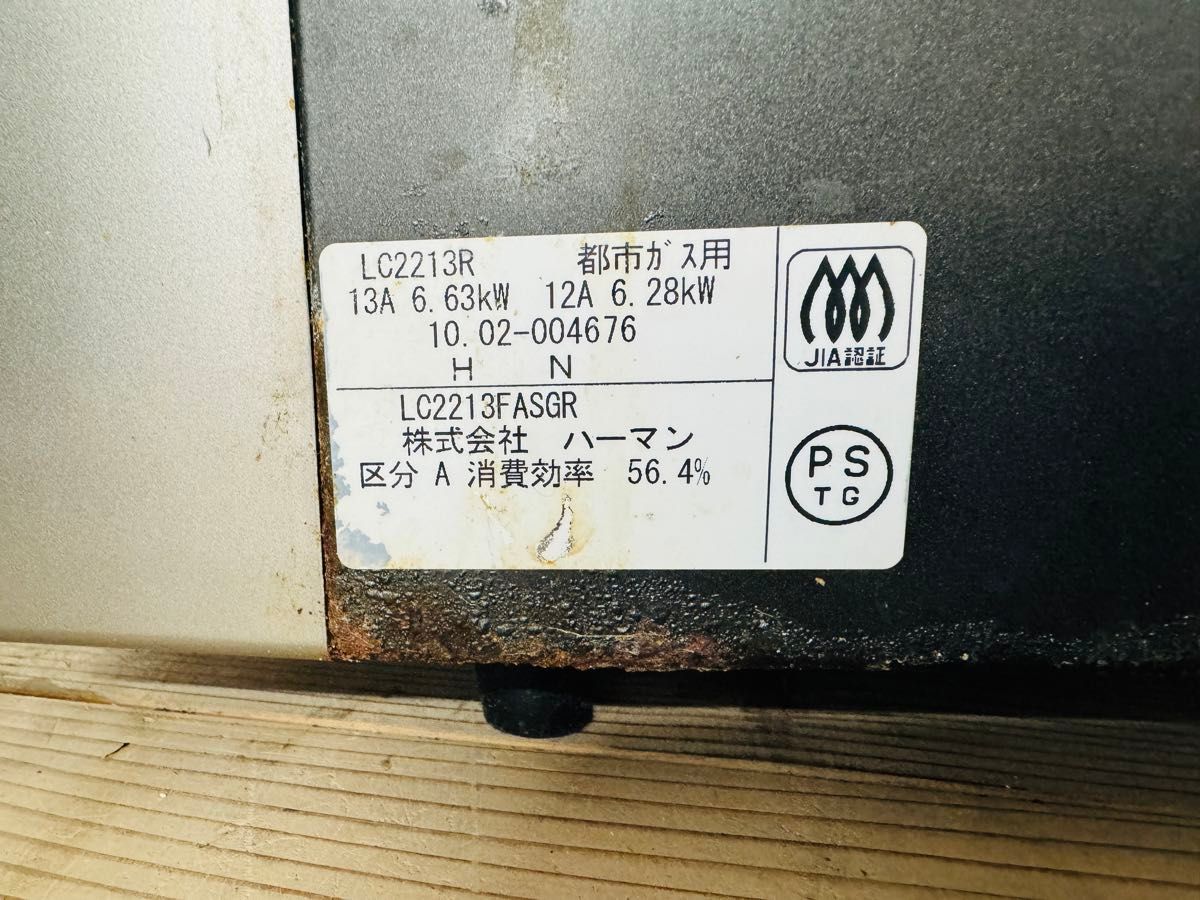 LC2213R 都市ｶﾞｽ用
13A 6.63kW 12A 6.28kW
10.02-004676
H N
LC2213FASGR
株式会社 ハーマン
区分 A 消費効率 56.4%
JIA認証
PS
TG